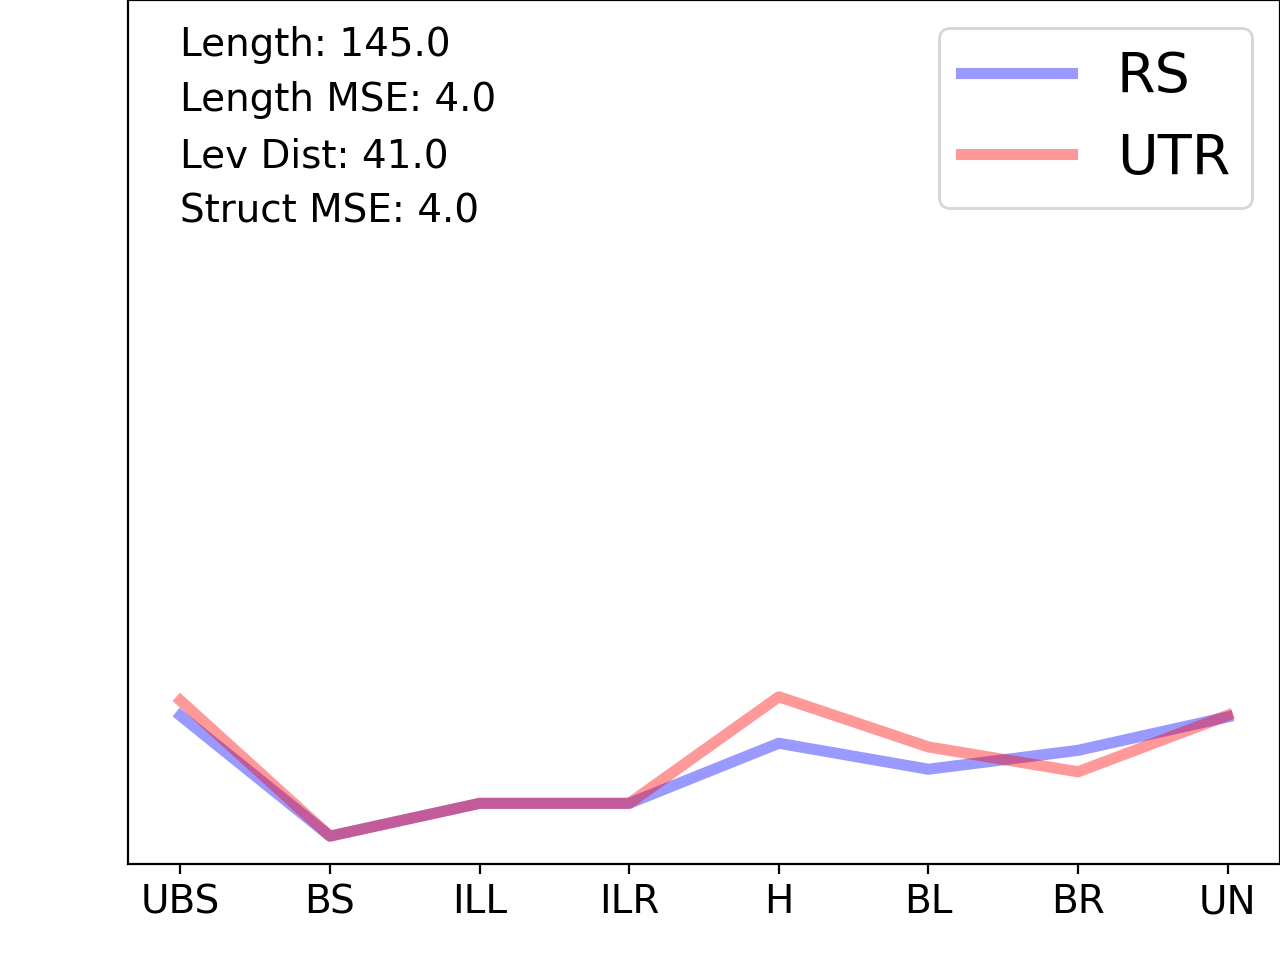 Length: 145.0
Length MSE: 4.0
Lev Dist: 41.0
Struct MSE: 4.0
RS
UTR
UBS BS ILL ILR H BL BR UN